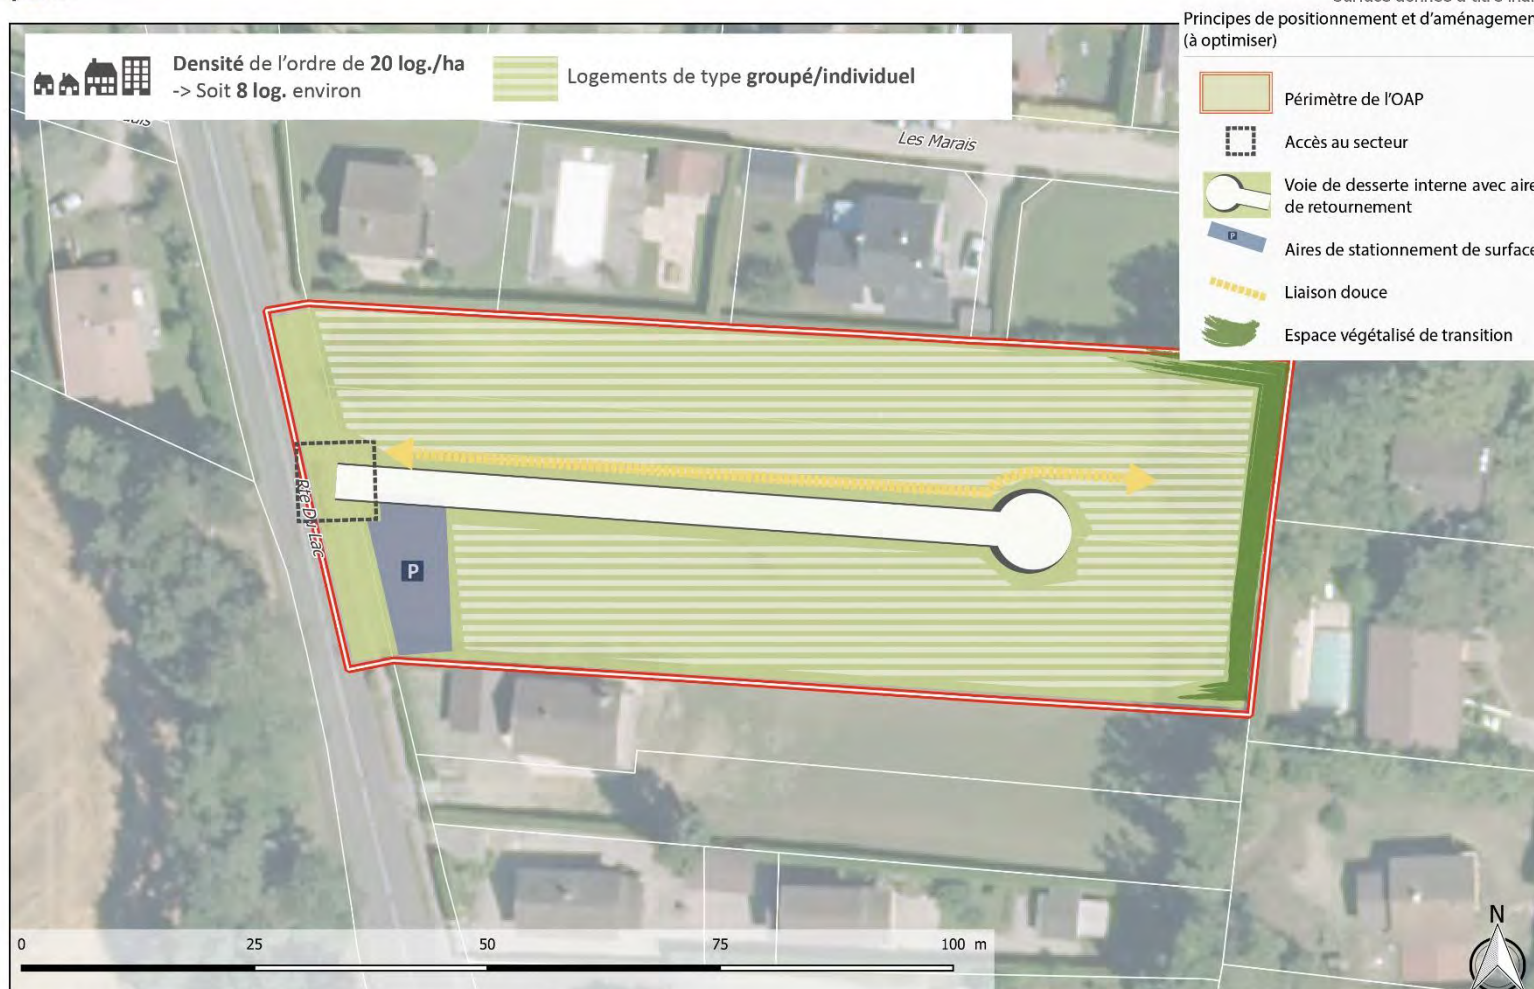 Principes de positionnement et d'aménagement
(à optimiser)
Densité de l'ordre de 20 log./ha
-> Soit 8 log. environ
Logements de type groupé/individuel
Périmètre de l'OAP
Accès au secteur
Voie de desserte interne avec aire
de retournement
P
Aires de stationnement de surface
Liaison douce
Espace végétalisé de transition
Les Marais
Rte Du Lac
P
0 25 50 75 100 m
N